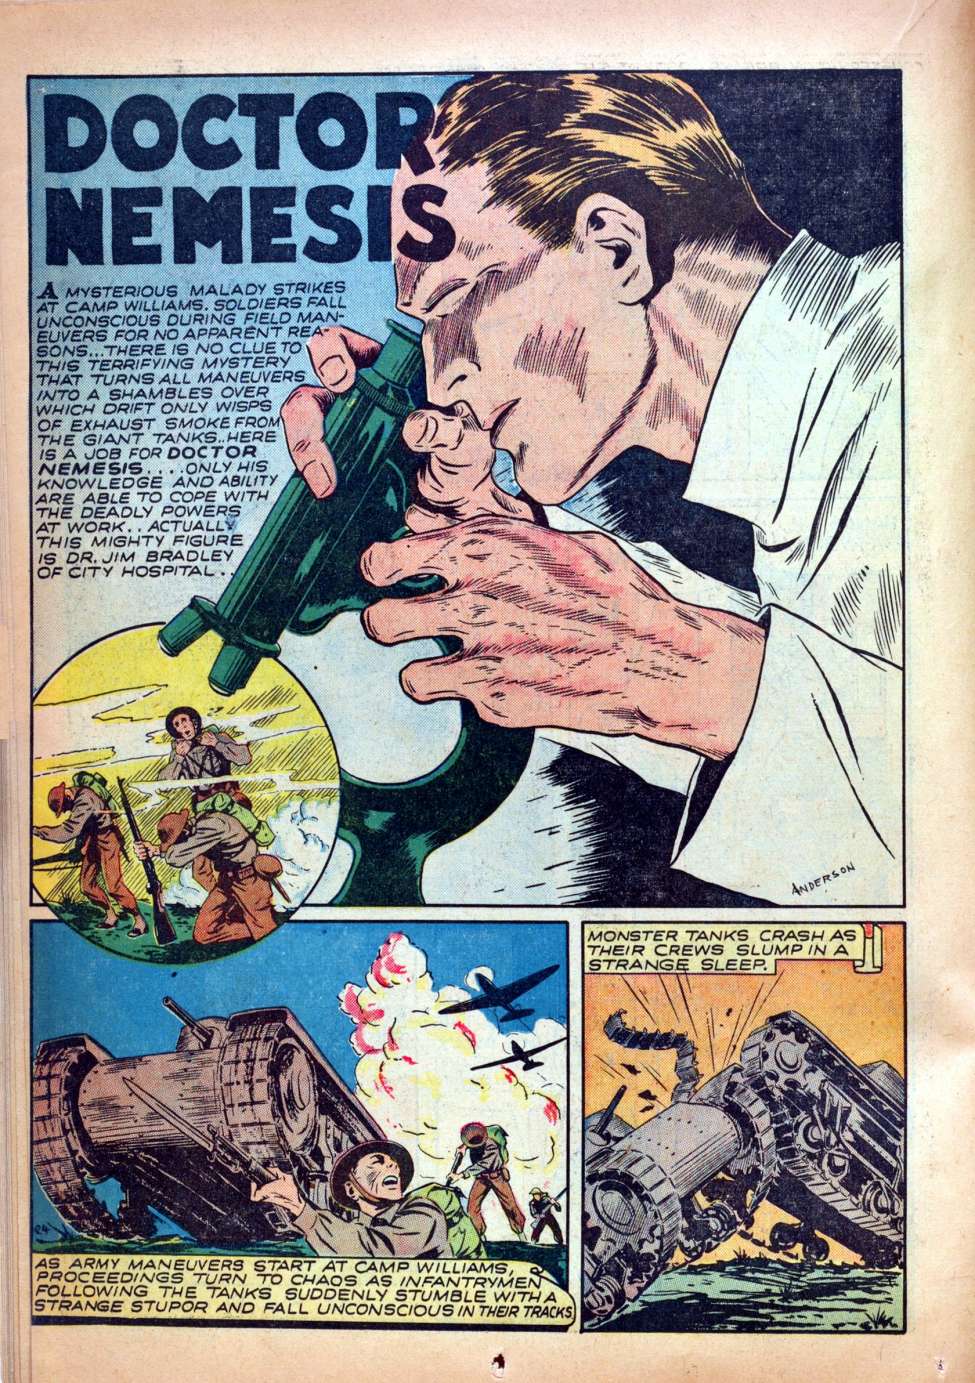 DOCTOR
NEMESIS
A MYSTERIOUS MALADY STRIKES
AT CAMP WILLIAMS. SOLDIERS FALL
UNCONSCIOUS DURING FIELD MAN-
EUVERS FOR NO APPARENT REA-
SONS...THERE IS NO CLUE TO
THIS TERRIFYING MYSTERY
THAT TURNS ALL MANEUVERS
INTO A SHAMBLES OVER
WHICH DRIFT ONLY WISPS
OF EXHAUST SMOKE FROM
THE GIANT TANKS..HERE
IS A JOB FOR DOCTOR
NEMESIS....ONLY HIS
KNOWLEDGE AND ABILITY
ARE ABLE TO COPE WITH
THE DEADLY POWERS
AT WORK.. ACTUALLY
THIS MIGHTY FIGURE
IS DR. JIM BRADLEY
OF CITY HOSPITAL..
ANDERSON
AS ARMY MANEUVERS START AT CAMP WILLIAMS,
PROCEEDINGS TURN TO CHAOS AS INFANTRYMEN
FOLLOWING THE TANKS SUDDENLY STUMBLE WITH A
STRANGE STUPOR AND FALL UNCONSCIOUS IN THEIR TRACKS
MONSTER TANKS CRASH AS
THEIR CREWS SLUMP IN A
STRANGE SLEEP.